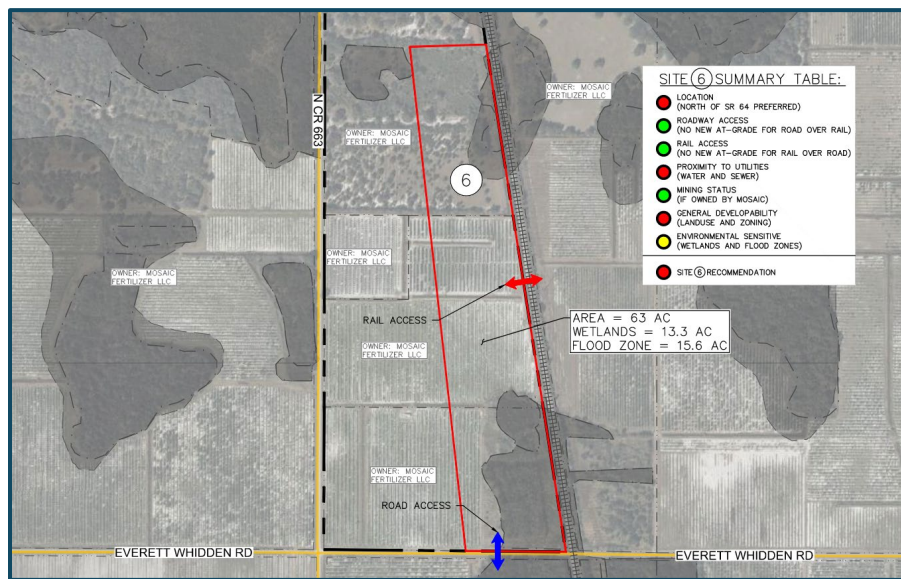 N CR 663
OWNER: MOSAIC
FERTILIZER LLC
OWNER: MOSAIC
FERTILIZER LLC
6
SITE 6 SUMMARY TABLE:
LOCATION
(NORTH OF SR 64 PREFERRED)
ROADWAY ACCESS
(NO NEW AT-GRADE FOR ROAD OVER RAIL)
RAIL ACCESS
(NO NEW AT-GRADE FOR RAIL OVER ROAD)
PROXIMITY TO UTILITIES
(WATER AND SEWER)
MINING STATUS
(IF OWNED BY MOSAIC)
GENERAL DEVELOPABILITY
(LANDUSE AND ZONING)
ENVIRONMENTAL SENSITIVE
(WETLANDS AND FLOOD ZONES)
SITE 6 RECOMMENDATION
OWNER: MOSAIC
FERTILIZER LLC
OWNER: MOSAIC
FERTILIZER LLC
RAIL ACCESS
AREA = 63 AC
WETLANDS = 13.3 AC
FLOOD ZONE = 15.6 AC
OWNER: MOSAIC
FERTILIZER LLC
OWNER: MOSAIC
FERTILIZER LLC
ROAD ACCESS
EVERETT WHIDDEN RD
EVERETT WHIDDEN RD